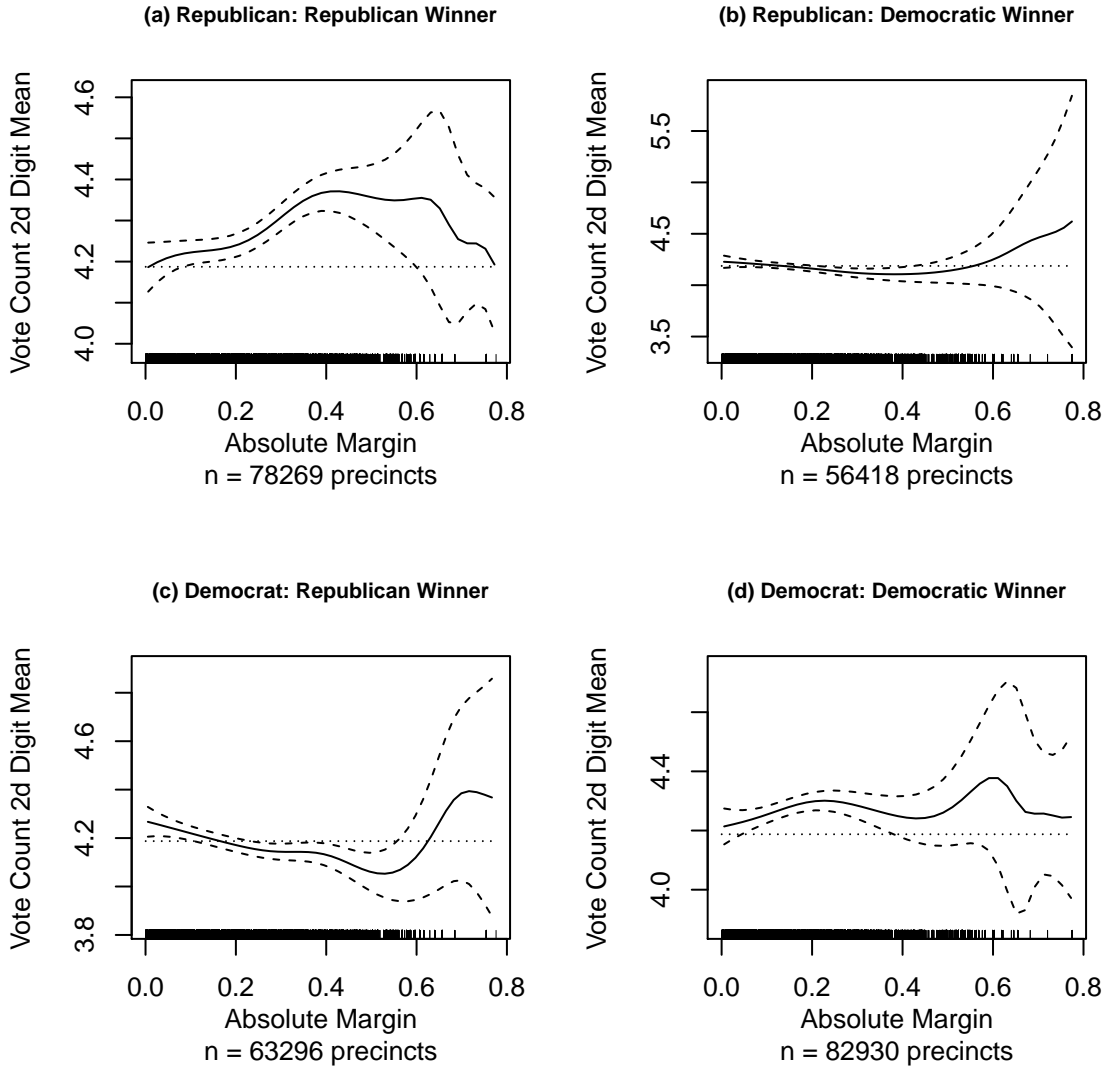 (a) Republican: Republican Winner
Vote Count 2d Digit Mean
4.0
4.2
4.4
4.6
0.0 0.2 0.4 0.6 0.8
Absolute Margin
n = 78269 precincts
(b) Republican: Democratic Winner
Vote Count 2d Digit Mean
3.5
4.5
5.5
0.0 0.2 0.4 0.6 0.8
Absolute Margin
n = 56418 precincts
(c) Democrat: Republican Winner
Vote Count 2d Digit Mean
3.8
4.2
4.6
0.0 0.2 0.4 0.6 0.8
Absolute Margin
n = 63296 precincts
(d) Democrat: Democratic Winner
Vote Count 2d Digit Mean
4.0
4.4
0.0 0.2 0.4 0.6 0.8
Absolute Margin
n = 82930 precincts